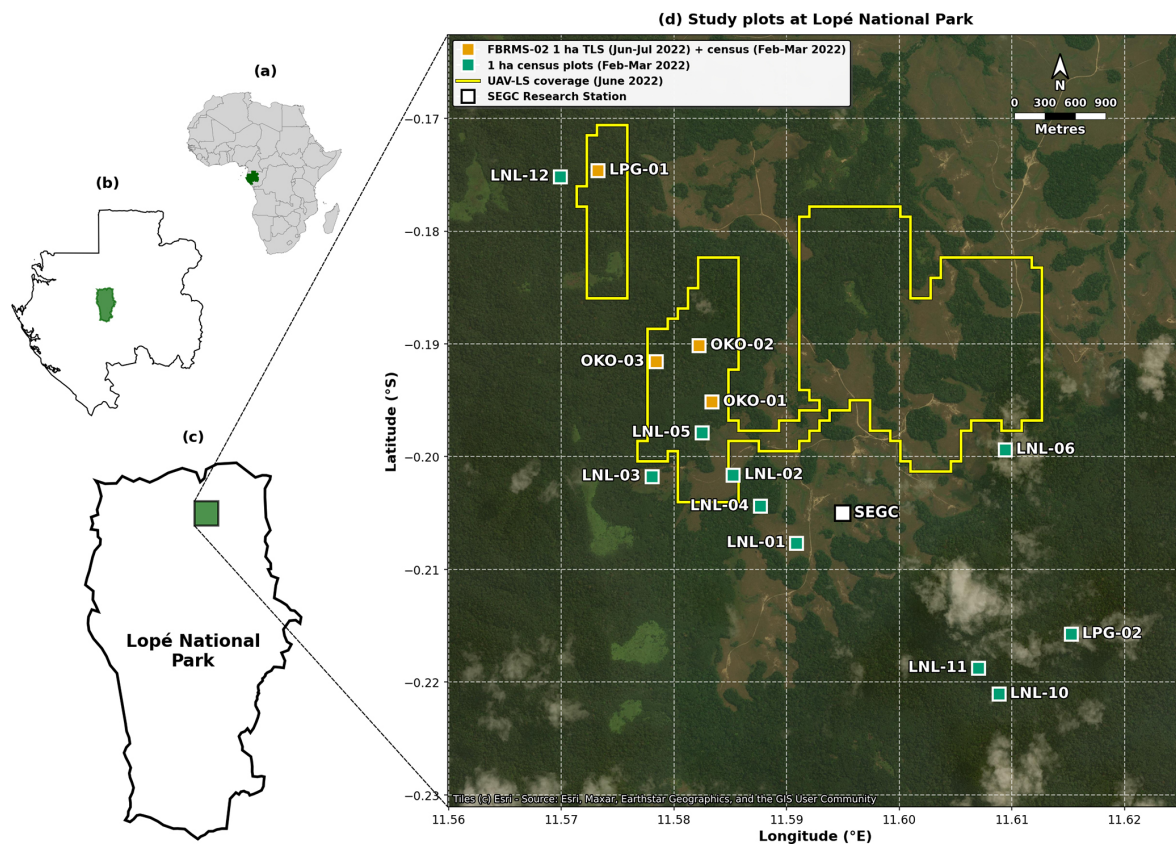 (d) Study plots at Lopé National Park
FBRMS-02 1 ha TLS (Jun-Jul 2022) + census (Feb-Mar 2022)
1 ha census plots (Feb-Mar 2022)
UAV-LS coverage (June 2022)
SEGC Research Station
(a)
(b)
(c)
Lopé National
Park
N
0 300 600 900
Metres
LNL-12
LPG-01
OKO-02
OKO-03
OKO-01
LNL-05
LNL-06
LNL-03
LNL-02
LNL-04
SEGC
LNL-01
LPG-02
LNL-11
LNL-10
−0.17
−0.18
−0.19
−0.20
−0.21
−0.22
−0.23
Latitude (°S)
Tiles (c) Esri - Source: Esri, Maxar, Earthstar Geographics, and the GIS User Community
11.56 11.57 11.58 11.59 11.60 11.61 11.62
Longitude (°E)